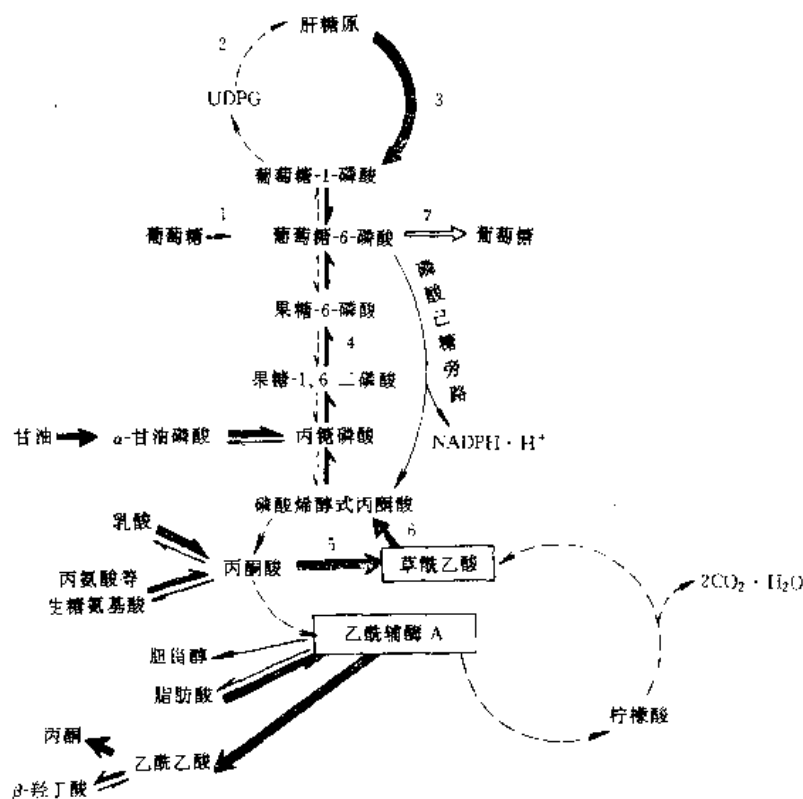 肝糖原
2
UDPG
3
葡萄糖-1-磷酸
1
7
葡萄糖
葡萄糖-6-磷酸
葡萄糖
磷酸己糖旁路
果糖-6-磷酸
4
果糖-1,6二磷酸
甘油
α-甘油磷酸
丙糖磷酸
NADPH·H⁺
磷酸烯醇式丙酮酸
乳酸
5
6
丙酮酸
草酰乙酸
丙氨酸等
生糖氨基酸
2CO₂·H₂O
乙酰辅酶 A
胆甾醇
脂肪酸
柠檬酸
丙酮
乙酰乙酸
β-羟丁酸